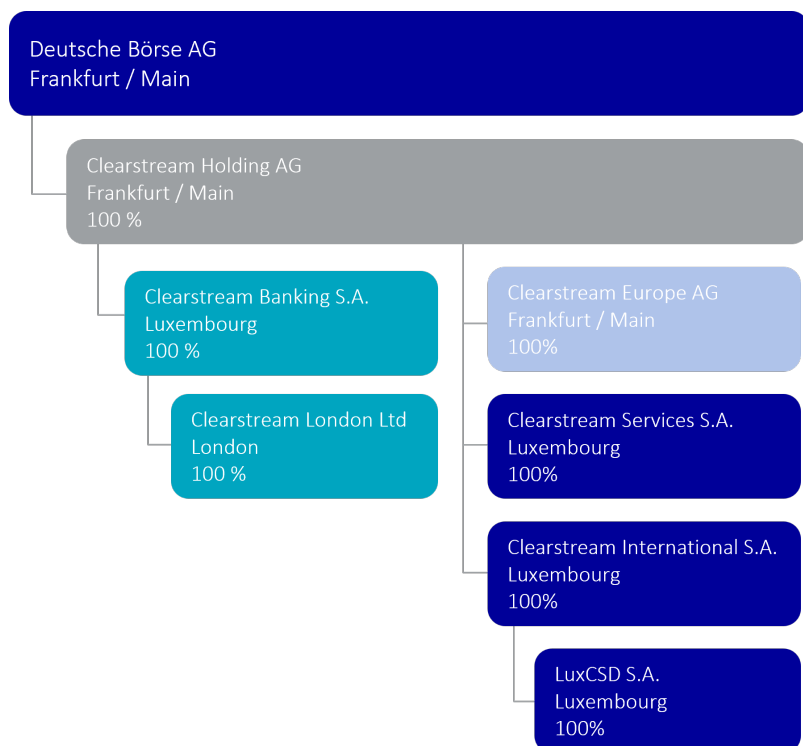 Deutsche Börse AG
Frankfurt / Main
Clearstream Holding AG
Frankfurt / Main
100 %
Clearstream Banking S.A.
Luxembourg
100 %
Clearstream London Ltd
London
100 %
Clearstream Europe AG
Frankfurt / Main
100%
Clearstream Services S.A.
Luxembourg
100%
Clearstream International S.A.
Luxembourg
100%
LuxCSD S.A.
Luxembourg
100%